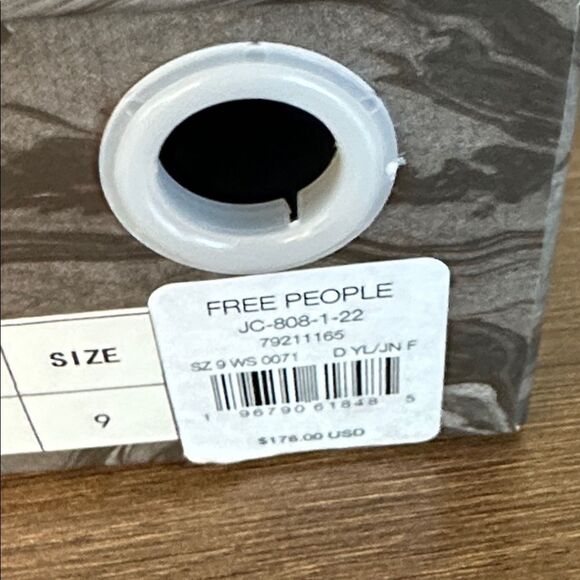 FREE PEOPLE
JC-808-1-22
79211165
SZ 9 WS 0071 D YL/JN F
1 96790 61848 5
$178.00 USD
SIZE
9